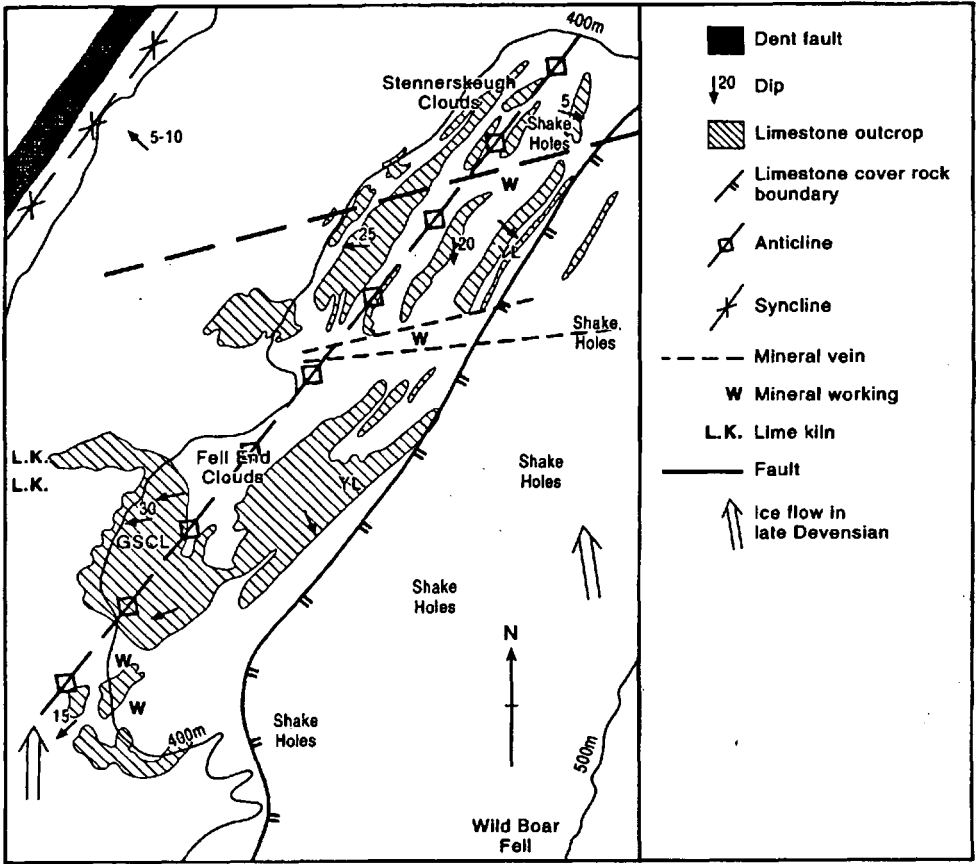 400m
Stennerskeugh
Clouds
5
Shake
Holes
5-10
W
25
20
YL
Shake
Holes
W
L.K.
L.K.
Fell End
Clouds
YL
30
GSCL
Shake
Holes
Shake
Holes
N
W
W
15
400m
Shake
Holes
500m
Wild Boar
Fell
Dent fault
20
Dip
Limestone outcrop
Limestone cover rock
boundary
Anticline
Syncline
Mineral vein
W
Mineral working
L.K.
Lime kiln
Fault
Ice flow in
late Devensian